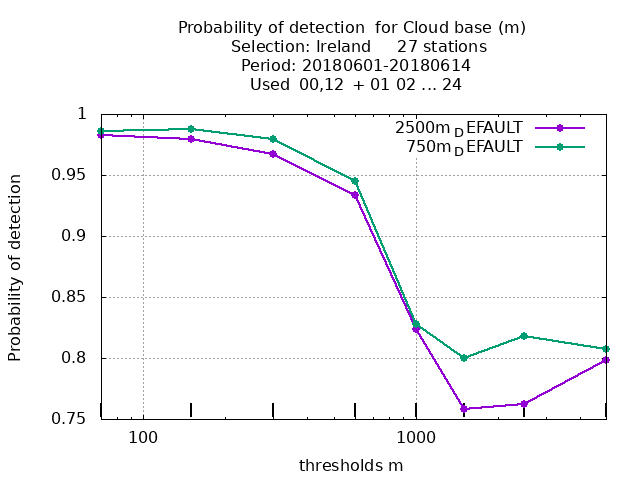 Probability of detection  for Cloud base (m)
Selection: Ireland     27 stations
Period: 20180601-20180614
Used  00,12  + 01 02 ... 24
2500m_DEFAULT
750m_DEFAULT
1
0.95
0.9
0.85
0.8
0.75
Probability of detection
100
1000
thresholds m